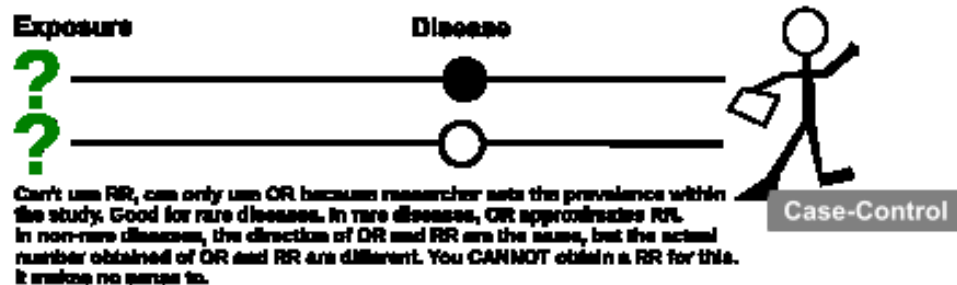 Exposure Disease
?
?
Can't use RR, can only use OR because researcher sets the prevalence within
the study. Good for rare diseases. In rare diseases, OR approximates RR.
In non-rare diseases, the direction of OR and RR are the same, but the actual
number obtained of OR and RR are different. You CANNOT obtain a RR for this.
It makes no sense to.
Case-Control